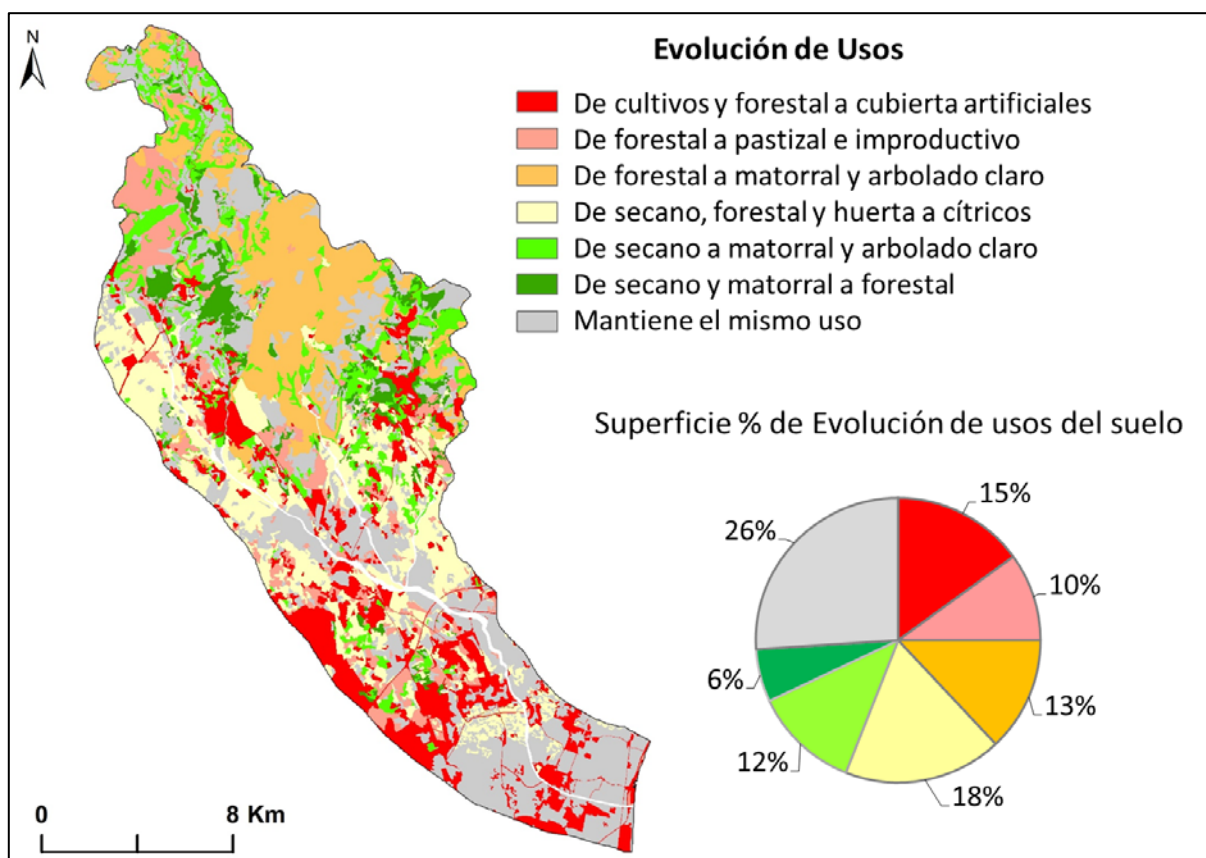 N
Evolución de Usos
De cultivos y forestal a cubierta artificiales
De forestal a pastizal e improductivo
De forestal a matorral y arbolado claro
De secano, forestal y huerta a cítricos
De secano a matorral y arbolado claro
De secano y matorral a forestal
Mantiene el mismo uso
Superficie % de Evolución de usos del suelo
15%
26%
10%
6%
13%
12%
18%
0 8 Km